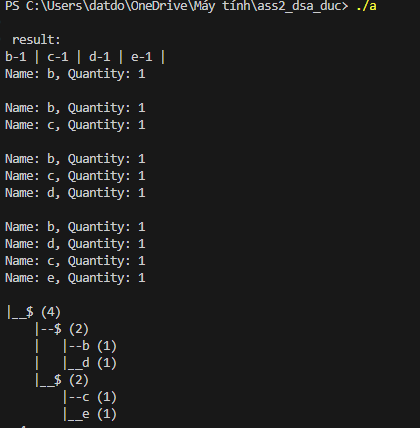 PS C:\Users\datdo\OneDrive\Máy tính\ass2_dsa_duc> ./a

 result:
b-1 | c-1 | d-1 | e-1 |
Name: b, Quantity: 1

Name: b, Quantity: 1
Name: c, Quantity: 1

Name: b, Quantity: 1
Name: c, Quantity: 1
Name: d, Quantity: 1

Name: b, Quantity: 1
Name: d, Quantity: 1
Name: c, Quantity: 1
Name: e, Quantity: 1

|__$ (4)
    |--$ (2)
    |   |--b (1)
    |   |__d (1)
    |__$ (2)
        |--c (1)
        |__e (1)